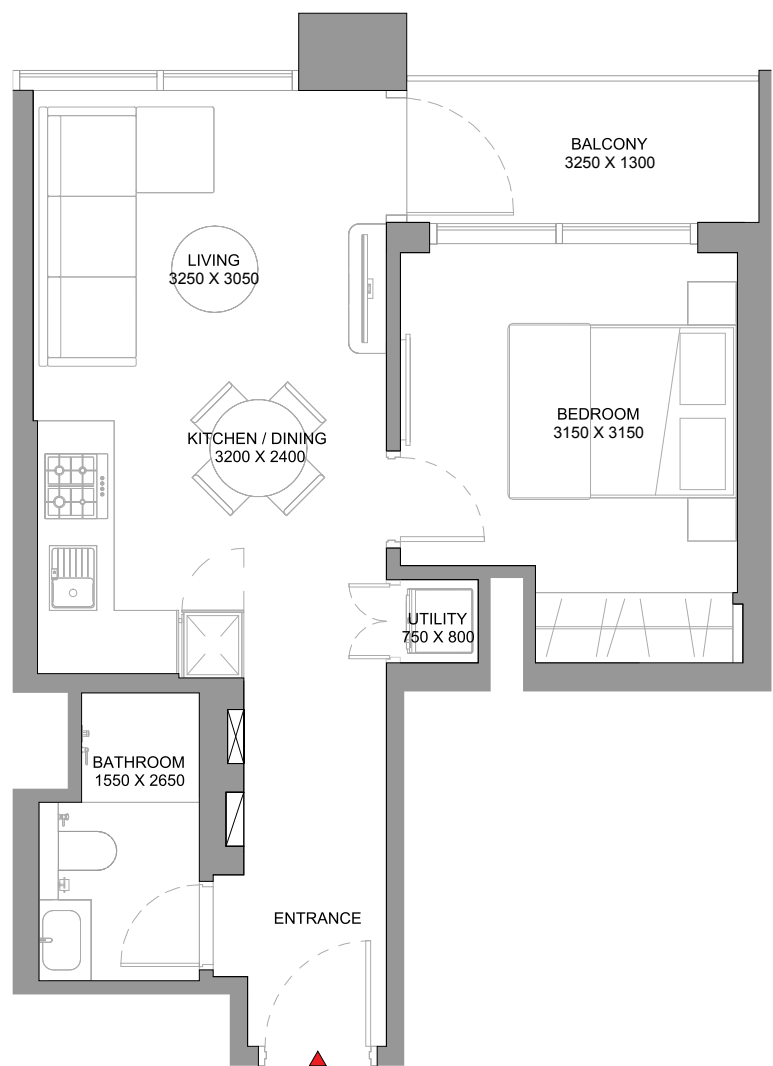 BALCONY
3250 X 1300
LIVING
3250 X 3050
BEDROOM
3150 X 3150
KITCHEN / DINING
3200 X 2400
UTILITY
750 X 800
BATHROOM
1550 X 2650
ENTRANCE